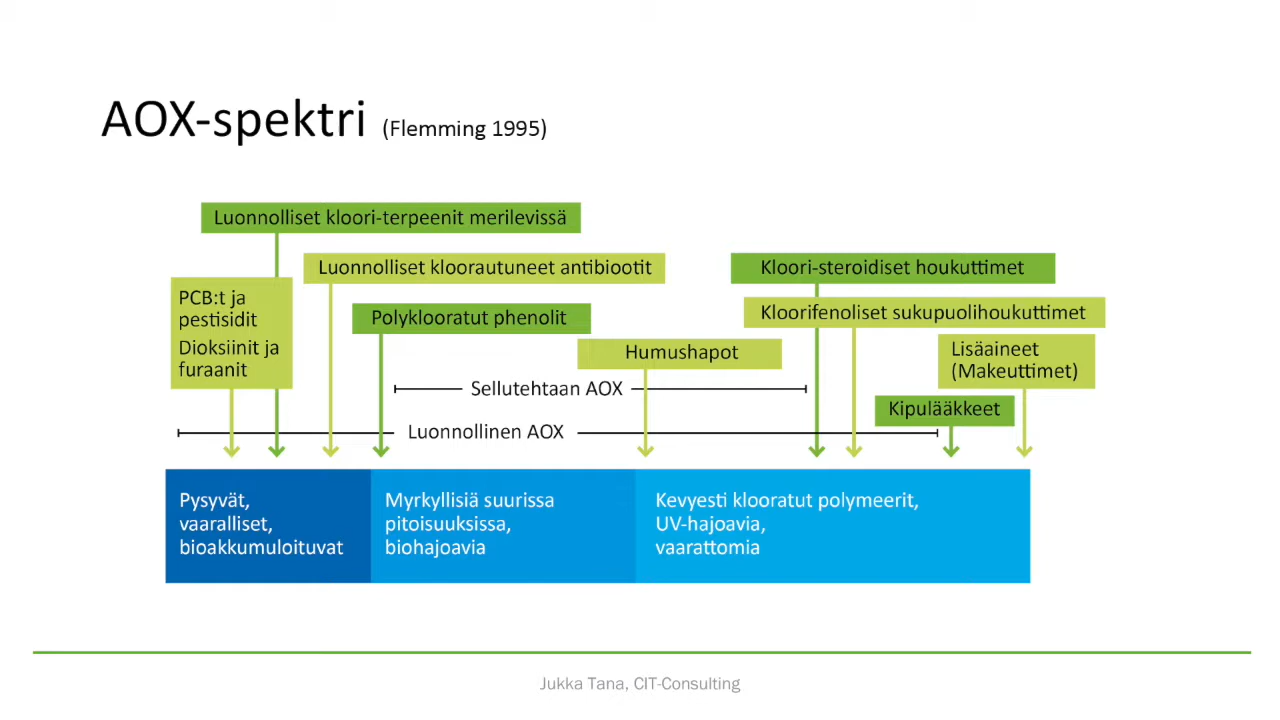 AOX-spektri (Flemming 1995)
Luonnolliset kloori-terpeenit merilevissä
Luonnolliset kloorautuneet antibiootit
Kloori-steroidiset houkuttimet
PCB:t ja
pestisidit
Dioksiinit ja
furaanit
Polyklooratut phenolit
Kloorifenoliset sukupuolihoukuttimet
Humushapot
Lisäaineet
(Makeuttimet)
Sellutehtaan AOX
Kipulääkkeet
Luonnollinen AOX
Pysyvät,
vaaralliset,
bioakkumuloituvat
Myrkyllisiä suurissa
pitoisuuksissa,
biohajoavia
Kevyesti klooratut polymeerit,
UV-hajoavia,
vaarattomia
Jukka Tana, CIT-Consulting